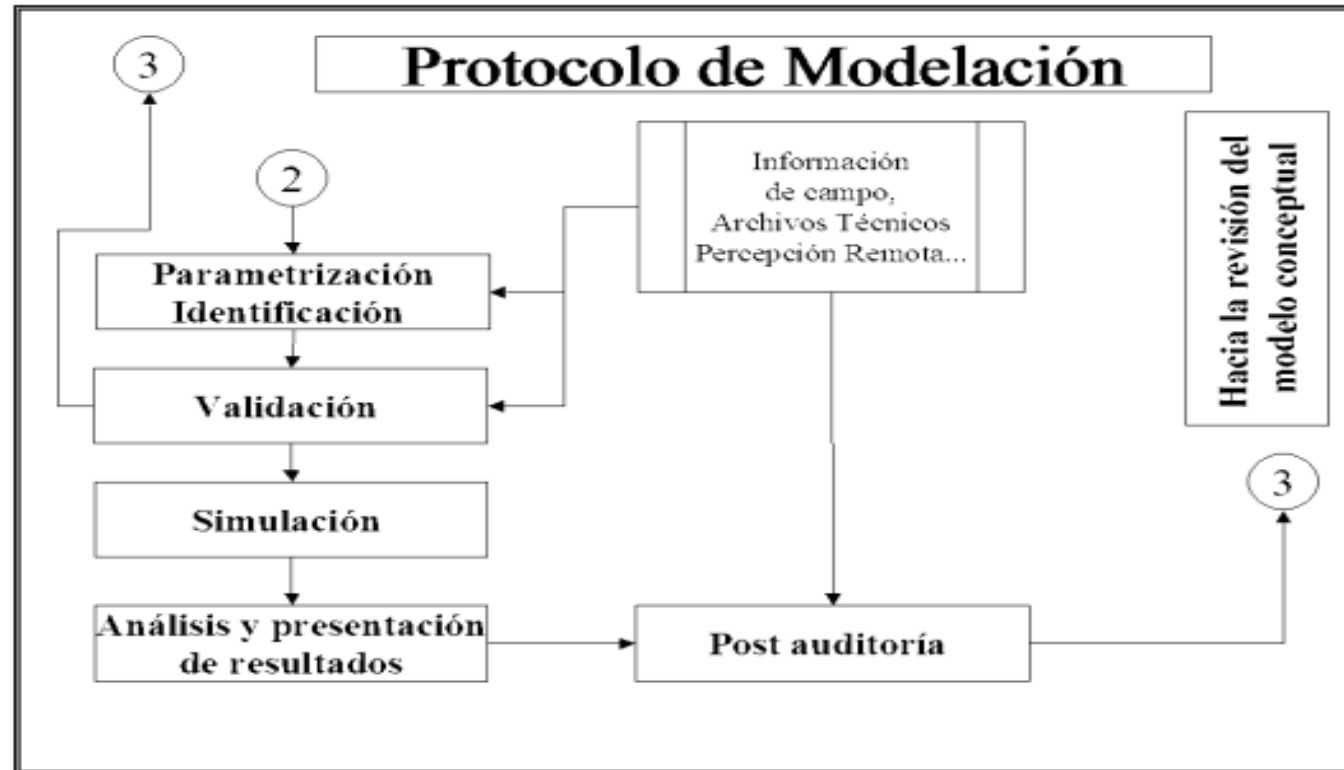 3
Protocolo de Modelación
2
Información
de campo,
Archivos Técnicos
Percepción Remota...
Hacia la revisión del
modelo conceptual
Parametrización
Identificación
Validación
Simulación
3
Análisis y presentación
de resultados
Post auditoría